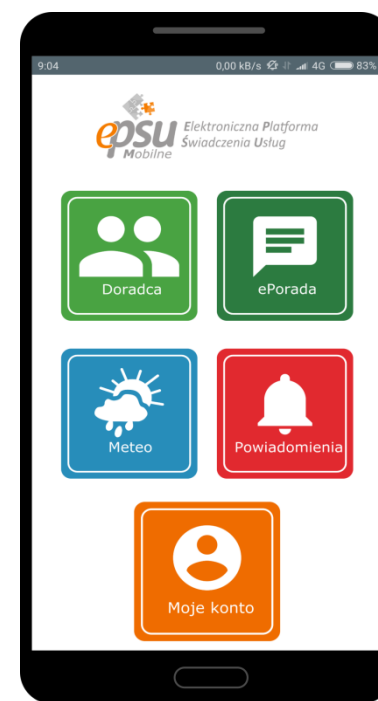 9:04 0,00 kB/s 4G 83%
epsu Elektroniczna Platforma
Mobilne Świadczenia Usług
Doradca ePorada
Meteo Powiadomienia
Moje konto